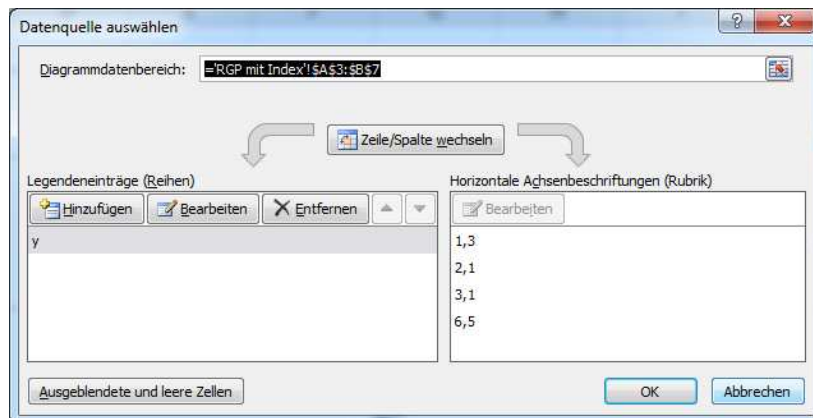 Datenquelle auswählen
Diagrammdatenbereich: ='RGP mit Index'!$A$3:$B$7
Zeile/Spalte wechseln
Legendeneinträge (Reihen)
Hinzufügen Bearbeiten Entfernen
y
Horizontale Achsenbeschriftungen (Rubrik)
Bearbeiten
1,3
2,1
3,1
6,5
Ausgeblendete und leere Zellen
OK Abbrechen